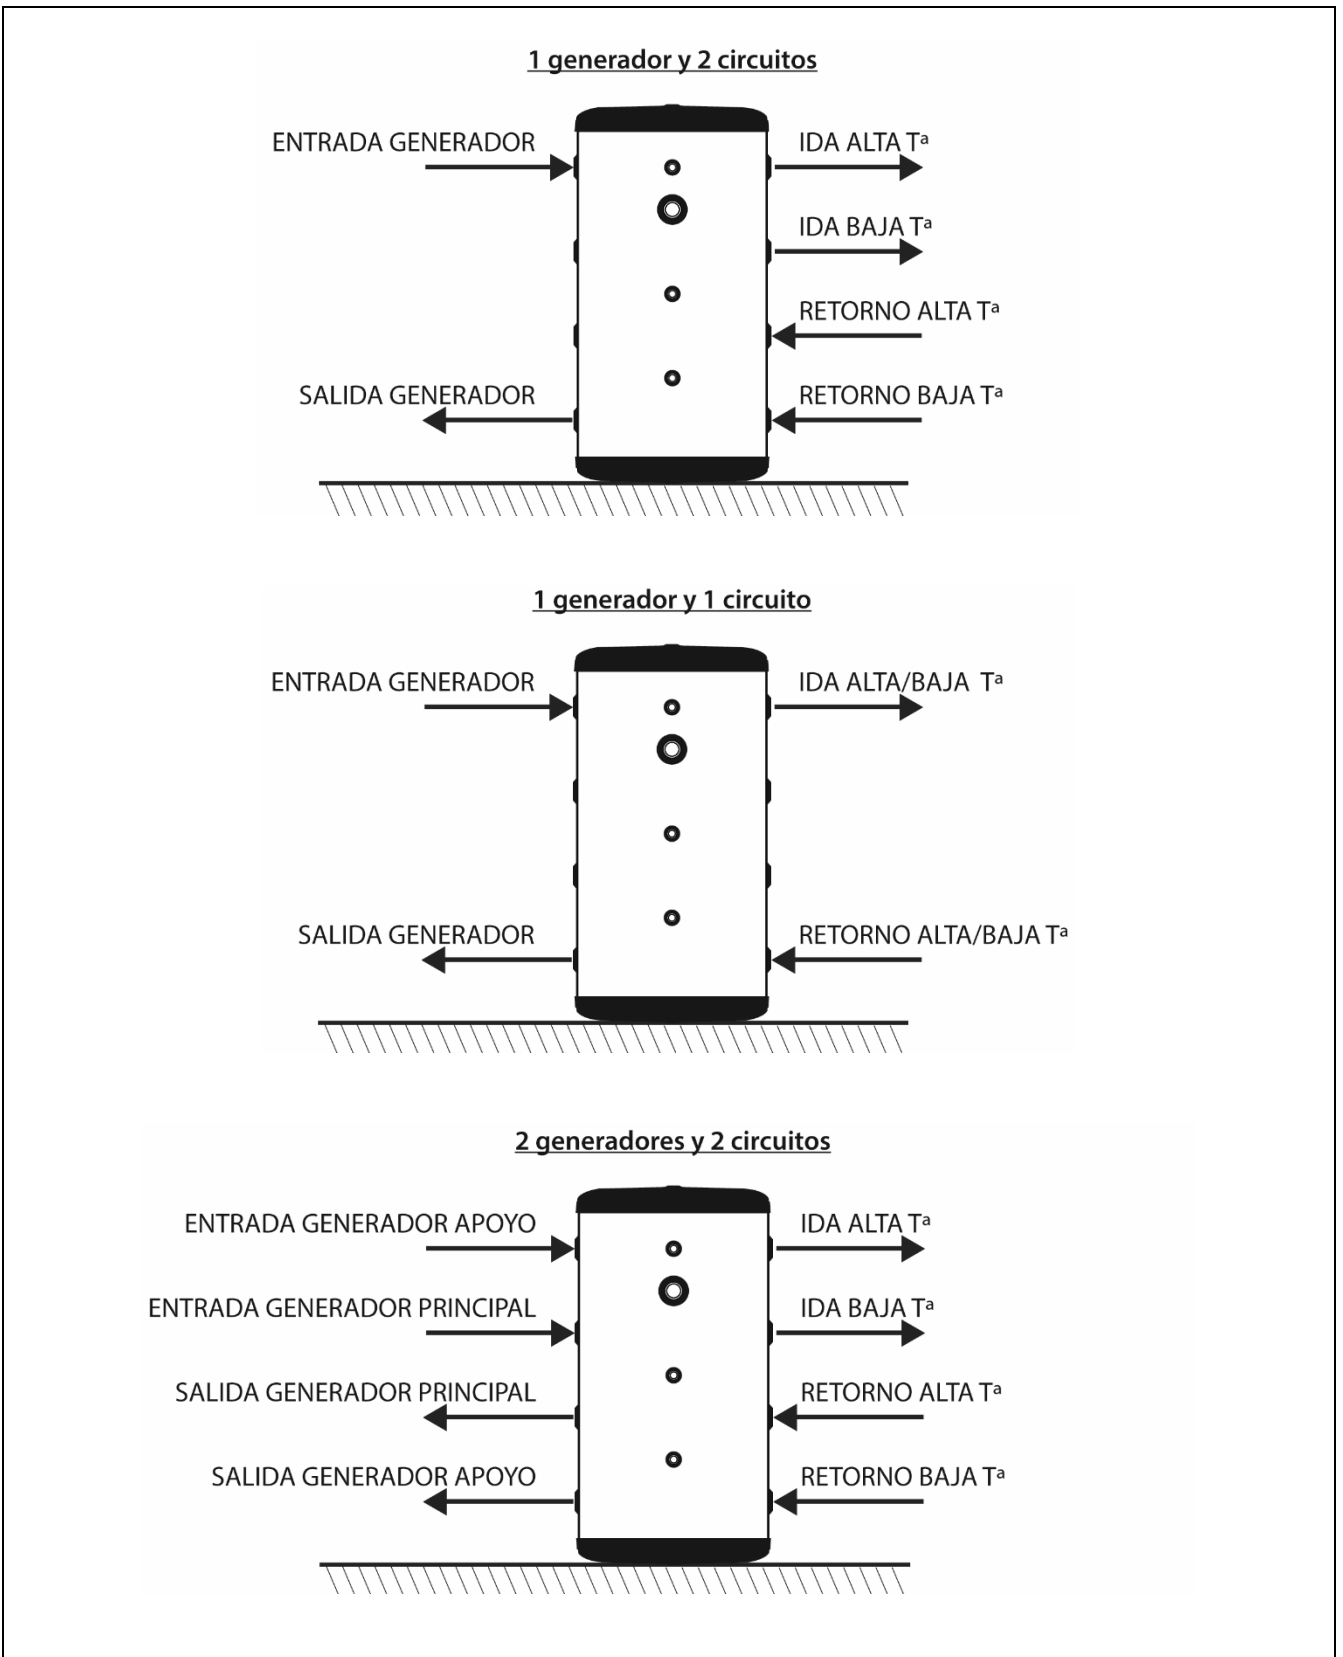 1 generador y 2 circuitos
ENTRADA GENERADOR
IDA ALTA Tª
IDA BAJA Tª
RETORNO ALTA Tª
SALIDA GENERADOR
RETORNO BAJA Tª
1 generador y 1 circuito
ENTRADA GENERADOR
IDA ALTA/BAJA Tª
SALIDA GENERADOR
RETORNO ALTA/BAJA Tª
2 generadores y 2 circuitos
ENTRADA GENERADOR APOYO
IDA ALTA Tª
ENTRADA GENERADOR PRINCIPAL
IDA BAJA Tª
SALIDA GENERADOR PRINCIPAL
RETORNO ALTA Tª
SALIDA GENERADOR APOYO
RETORNO BAJA Tª